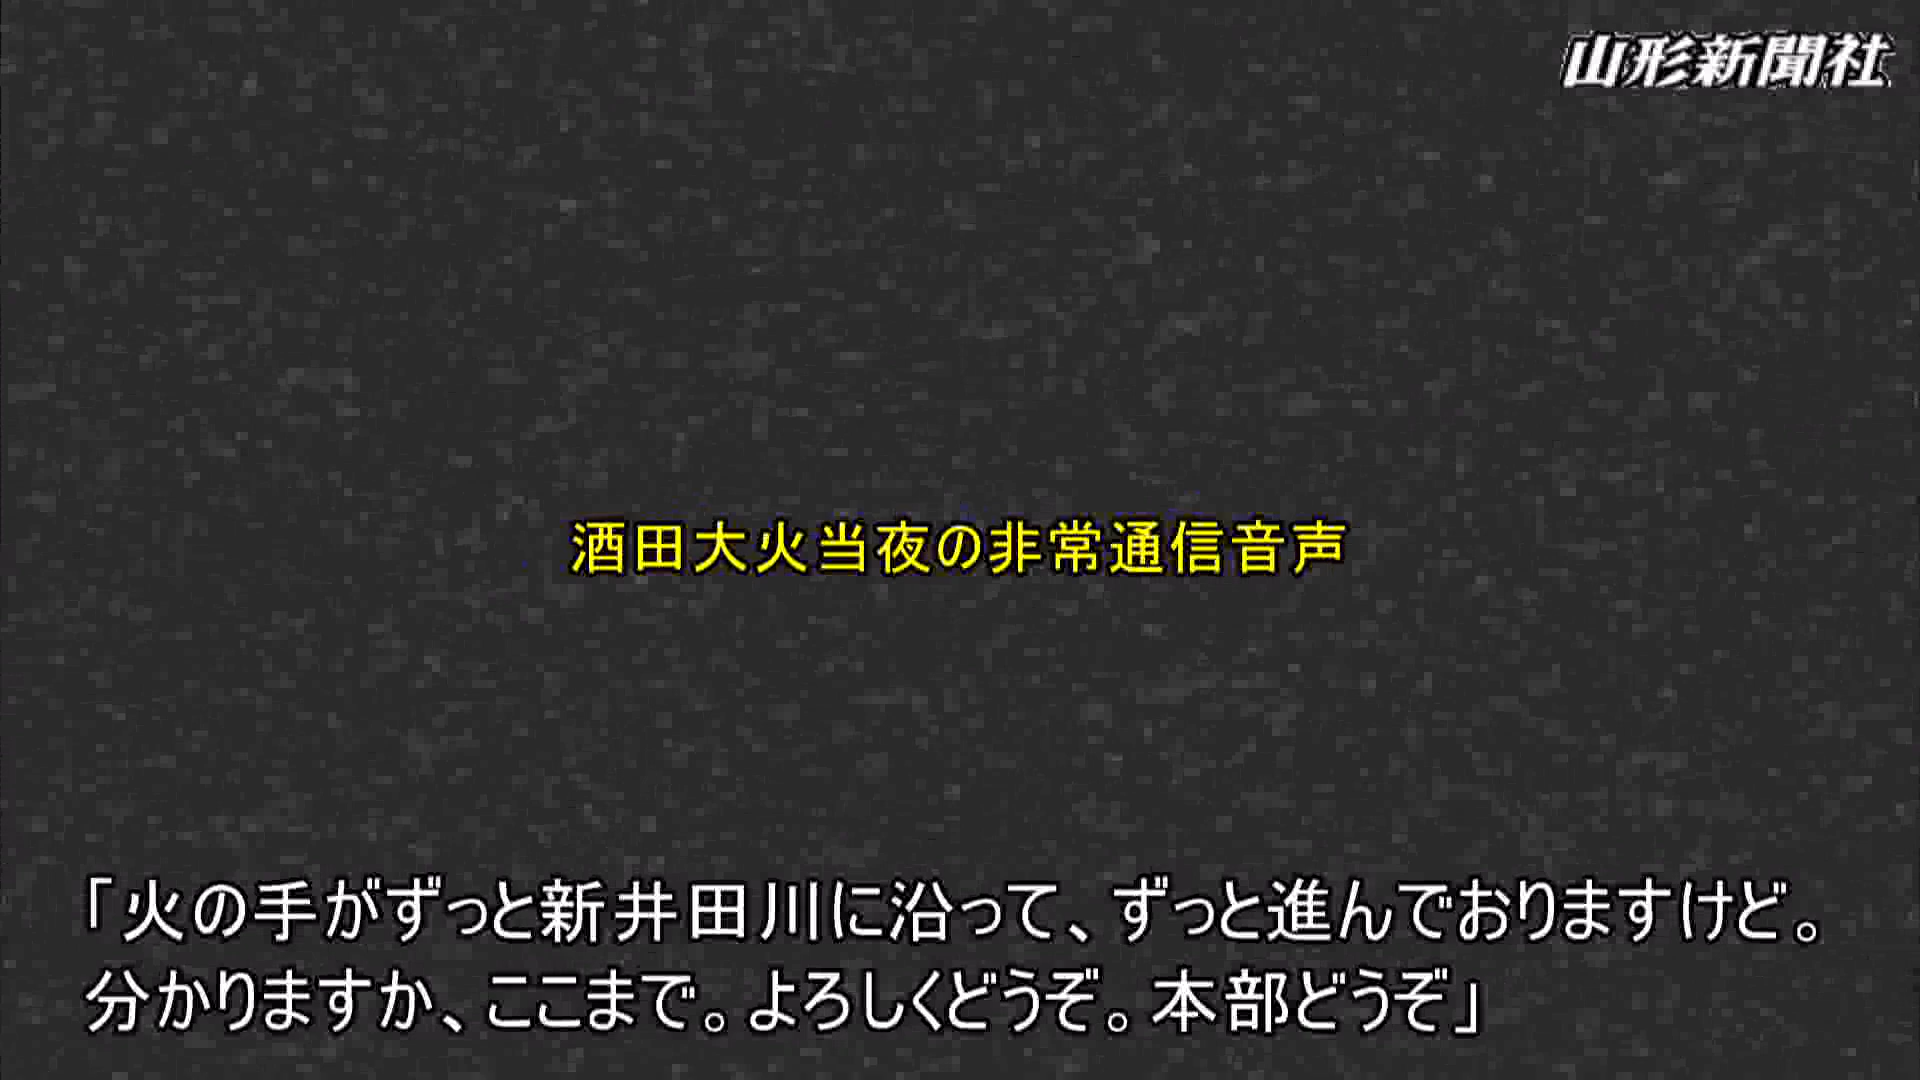 山形新聞社
酒田大火当夜の非常通信音声
「火の手がずっと新井田川に沿って、ずっと進んでおりますけど。
分かりますか、ここまで。よろしくどうぞ。本部どうぞ」